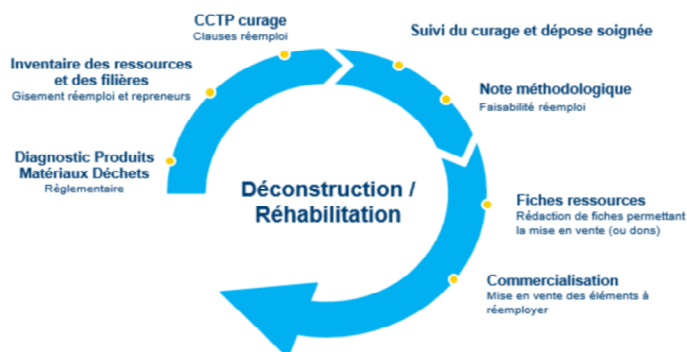 CCTP curage
Clauses réemploi
Suivi du curage et dépose soignée
Inventaire des ressources
et des filières
Gisement réemploi et repreneurs
Note méthodologique
Faisabilité réemploi
Diagnostic Produits
Matériaux Déchets
Règlementaire
Déconstruction /
Réhabilitation
Fiches ressources
Rédaction de fiches permettant
la mise en vente (ou dons)
Commercialisation
Mise en vente des éléments à
réemployer